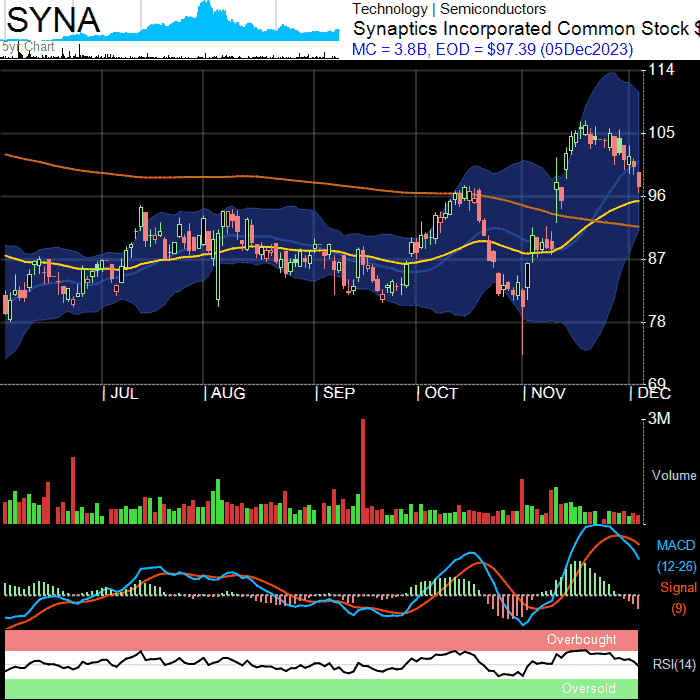 SYNA
5yr Chart
Technology | Semiconductors
Synaptics Incorporated Common Stock $
MC = 3.8B, EOD = $97.39 (05Dec2023)
114
105
96
87
78
69
JUL
AUG
SEP
OCT
NOV
DEC
3M
Volume
MACD
(12-26)
Signal
(9)
Overbought
RSI(14)
Oversold